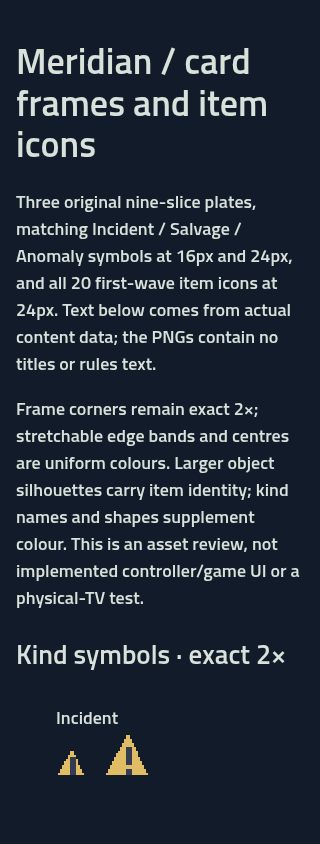 Meridian / card
frames and item
icons
Three original nine-slice plates,
matching Incident / Salvage /
Anomaly symbols at 16px and 24px,
and all 20 first-wave item icons at
24px. Text below comes from actual
content data; the PNGs contain no
titles or rules text.
Frame corners remain exact 2×;
stretchable edge bands and centres
are uniform colours. Larger object
silhouettes carry item identity; kind
names and shapes supplement
colour. This is an asset review, not
implemented controller/game UI or a
physical-TV test.
Kind symbols · exact 2×
Incident